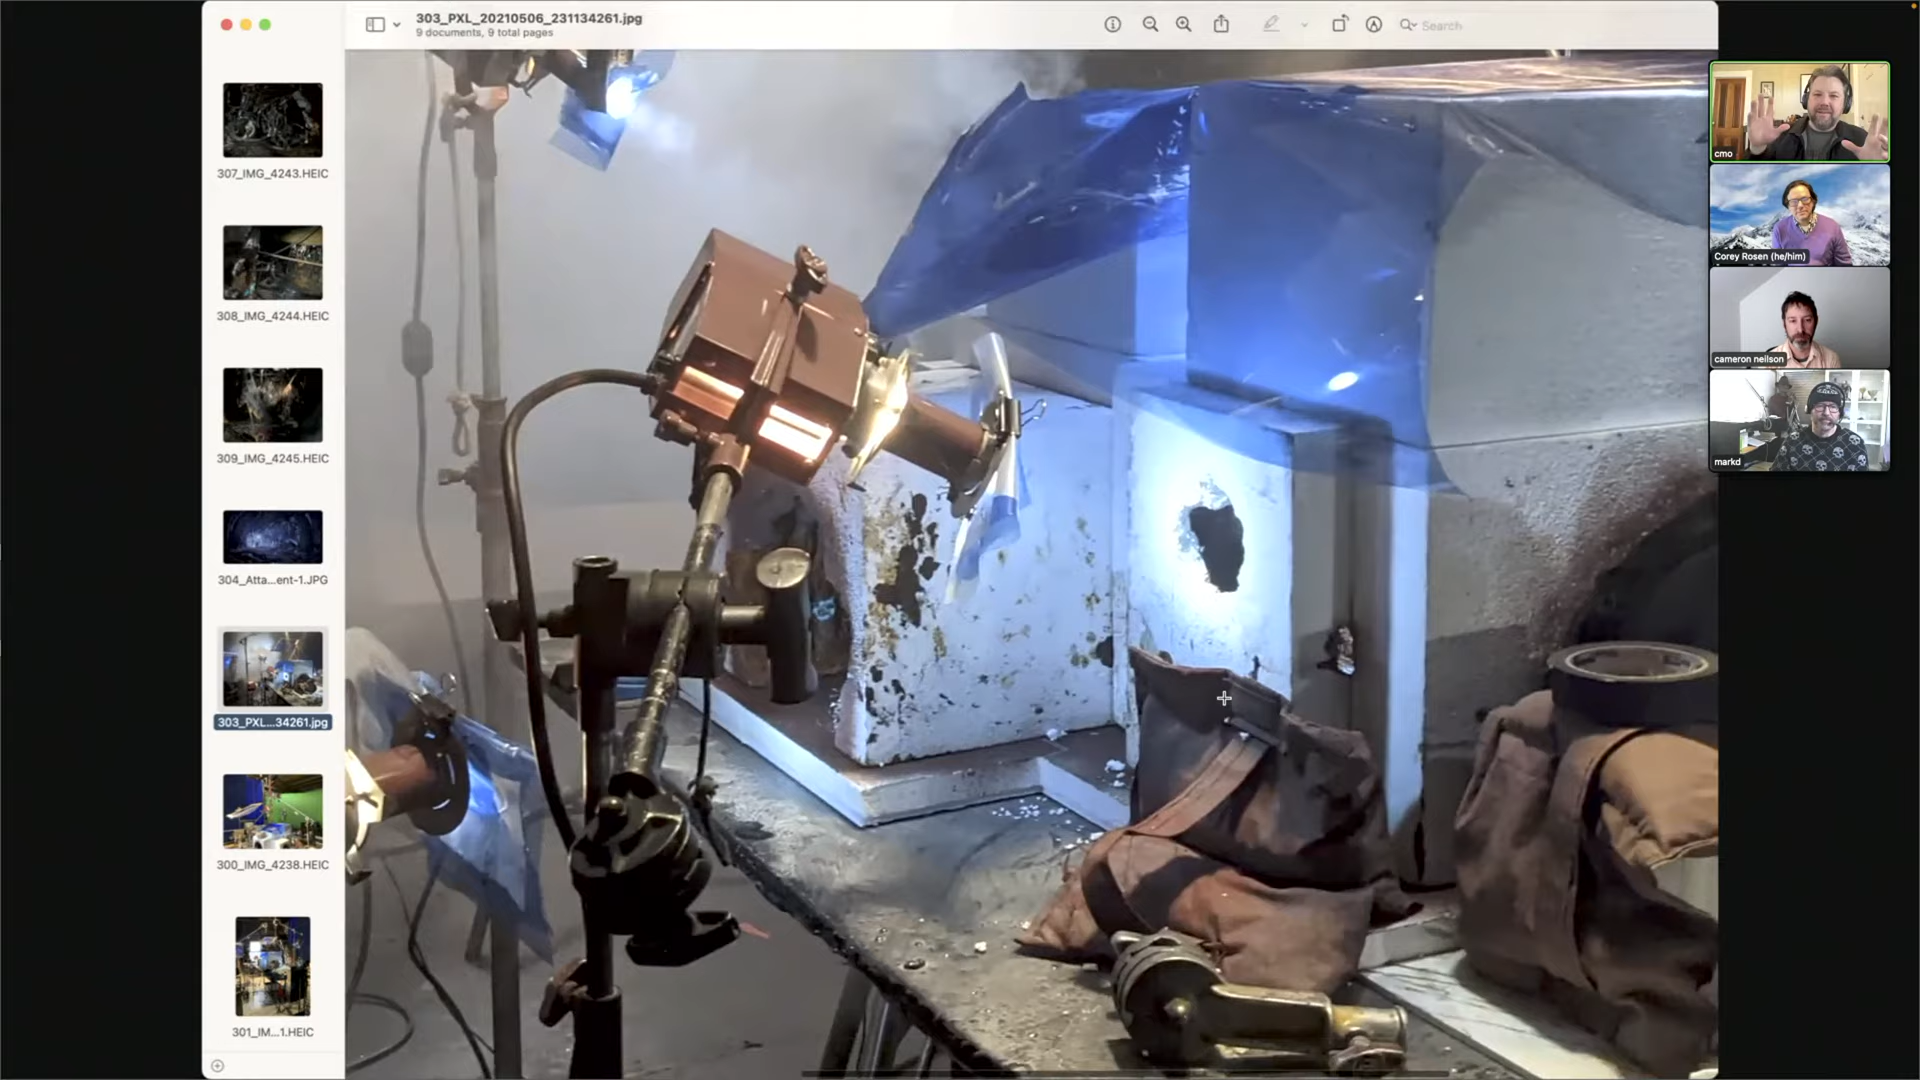 303_PXL_20210506_231134261.jpg
9 documents, 9 total pages
Search
307_IMG_4243.HEIC
308_IMG_4244.HEIC
309_IMG_4245.HEIC
304_Atta...ent-1.JPG
303_PXL...34261.jpg
300_IMG_4238.HEIC
301_IM...1.HEIC
cmo
Corey Rosen (he/him)
cameron neilson
markd